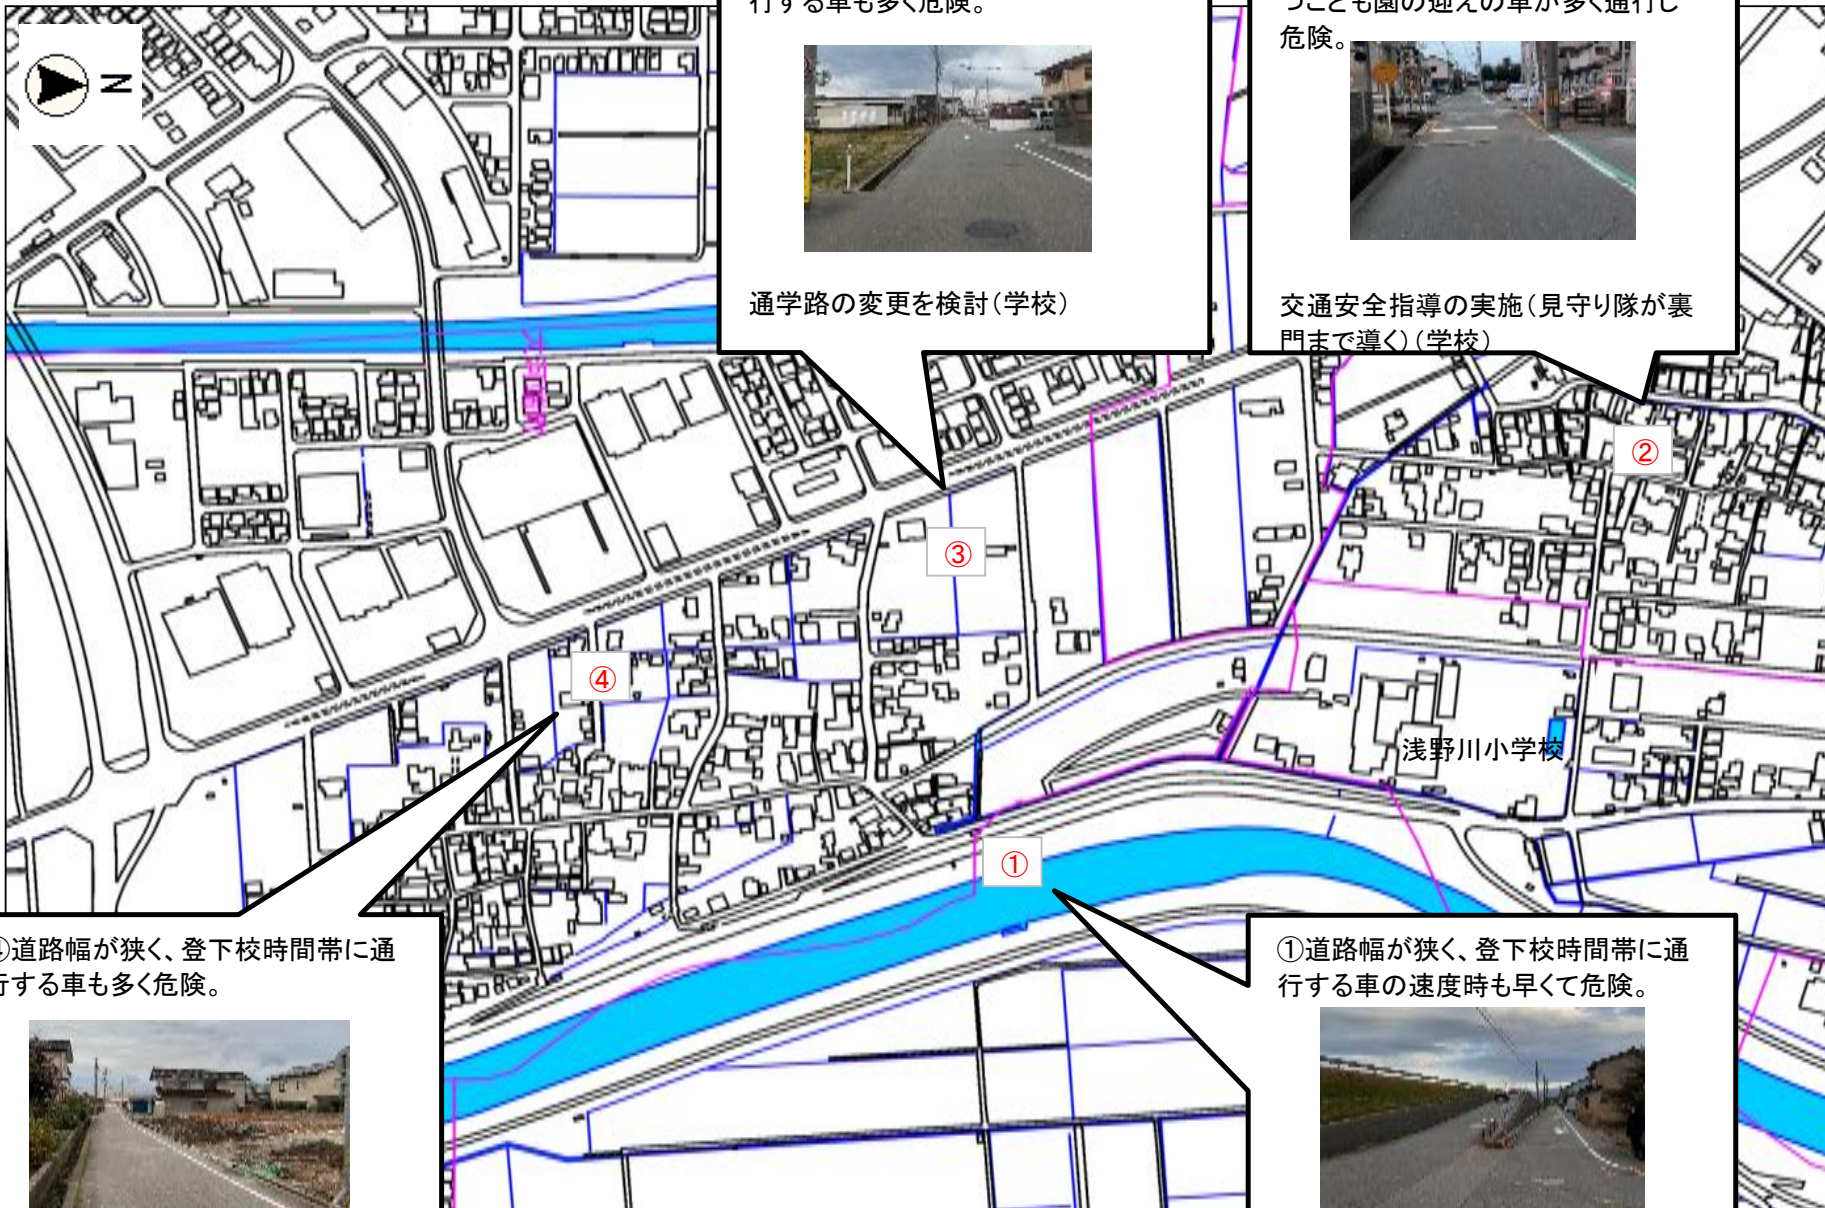 行する車も多く危険。
通学路の変更を検討(学校)
つこども園の迎えの車が多く通行し
危険。
交通安全指導の実施(見守り隊が裏
門まで導く)(学校)
N
②
③
④
浅野川小学校
①
④道路幅が狭く、登下校時間帯に通
行する車も多く危険。
①道路幅が狭く、登下校時間帯に通
行する車の速度時も早くて危険。